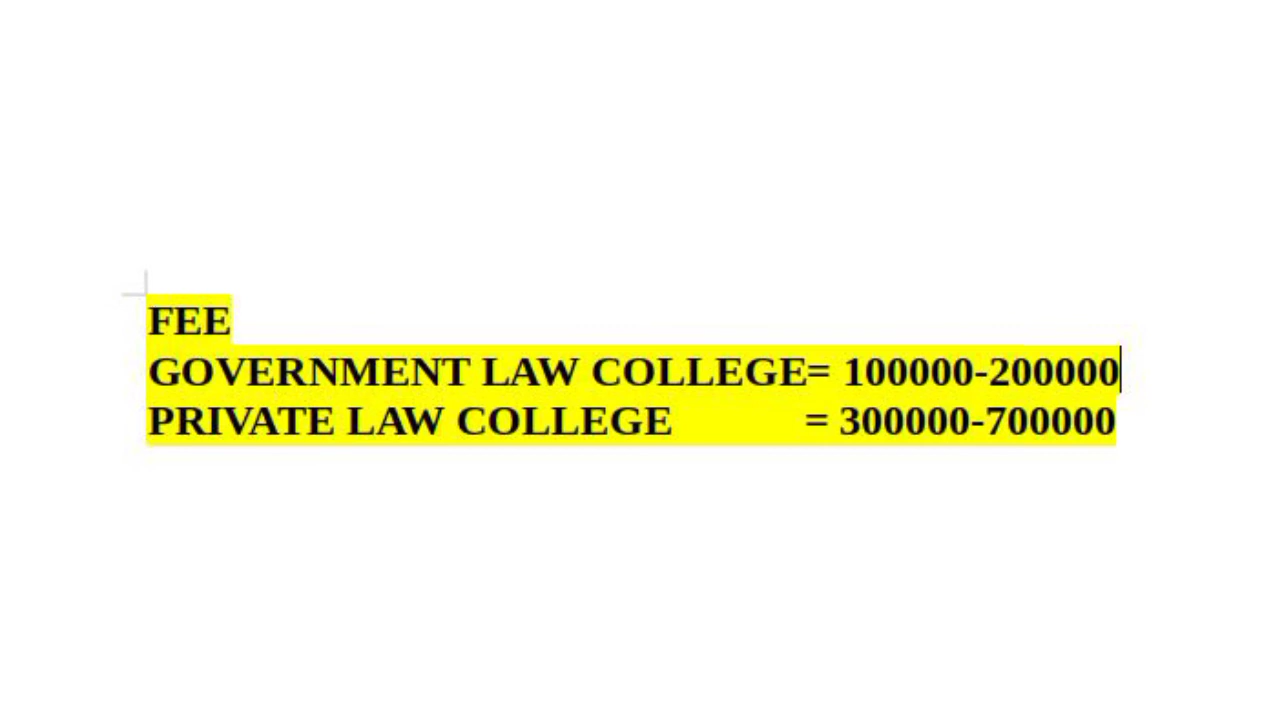 FEE
GOVERNMENT LAW COLLEGE= 100000-200000
PRIVATE LAW COLLEGE = 300000-700000